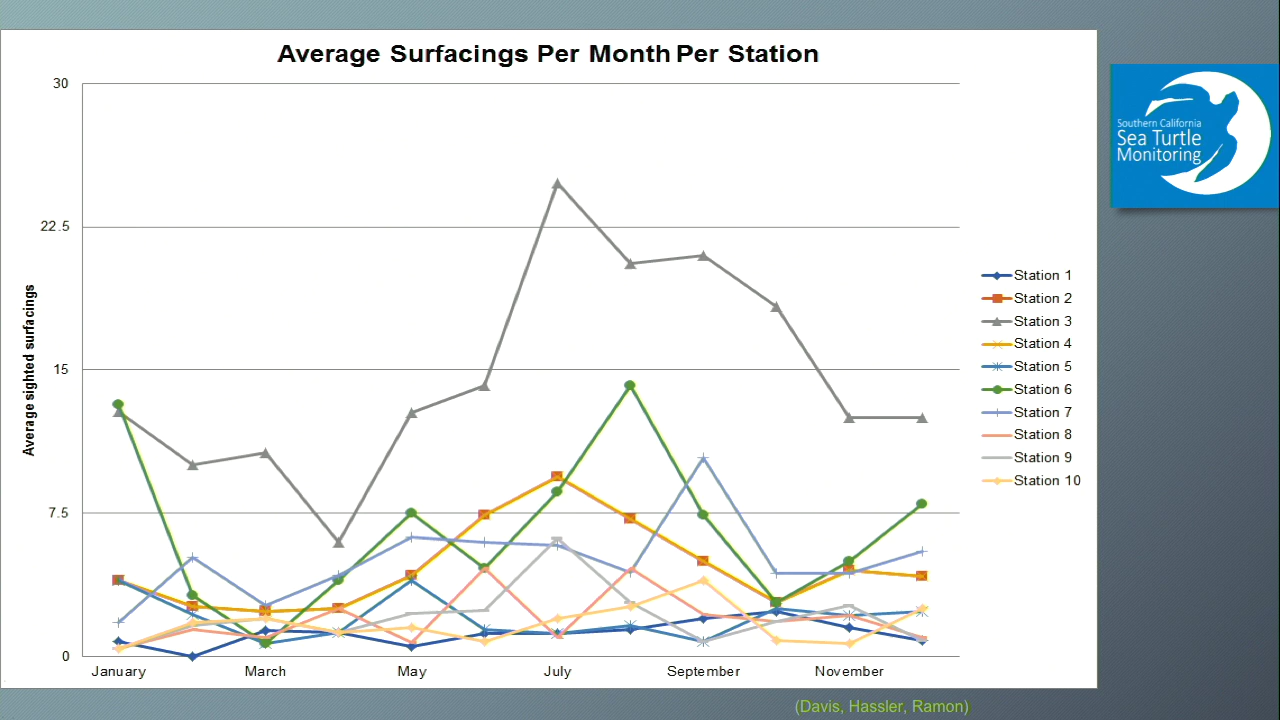 Average Surfacings Per Month Per Station
Southern California
Sea Turtle
Monitoring
30
22.5
15
7.5
0
Average sighted surfacings
January
March
May
July
September
November
Station 1
Station 2
Station 3
Station 4
Station 5
Station 6
Station 7
Station 8
Station 9
Station 10
(Davis, Hassler, Ramon)